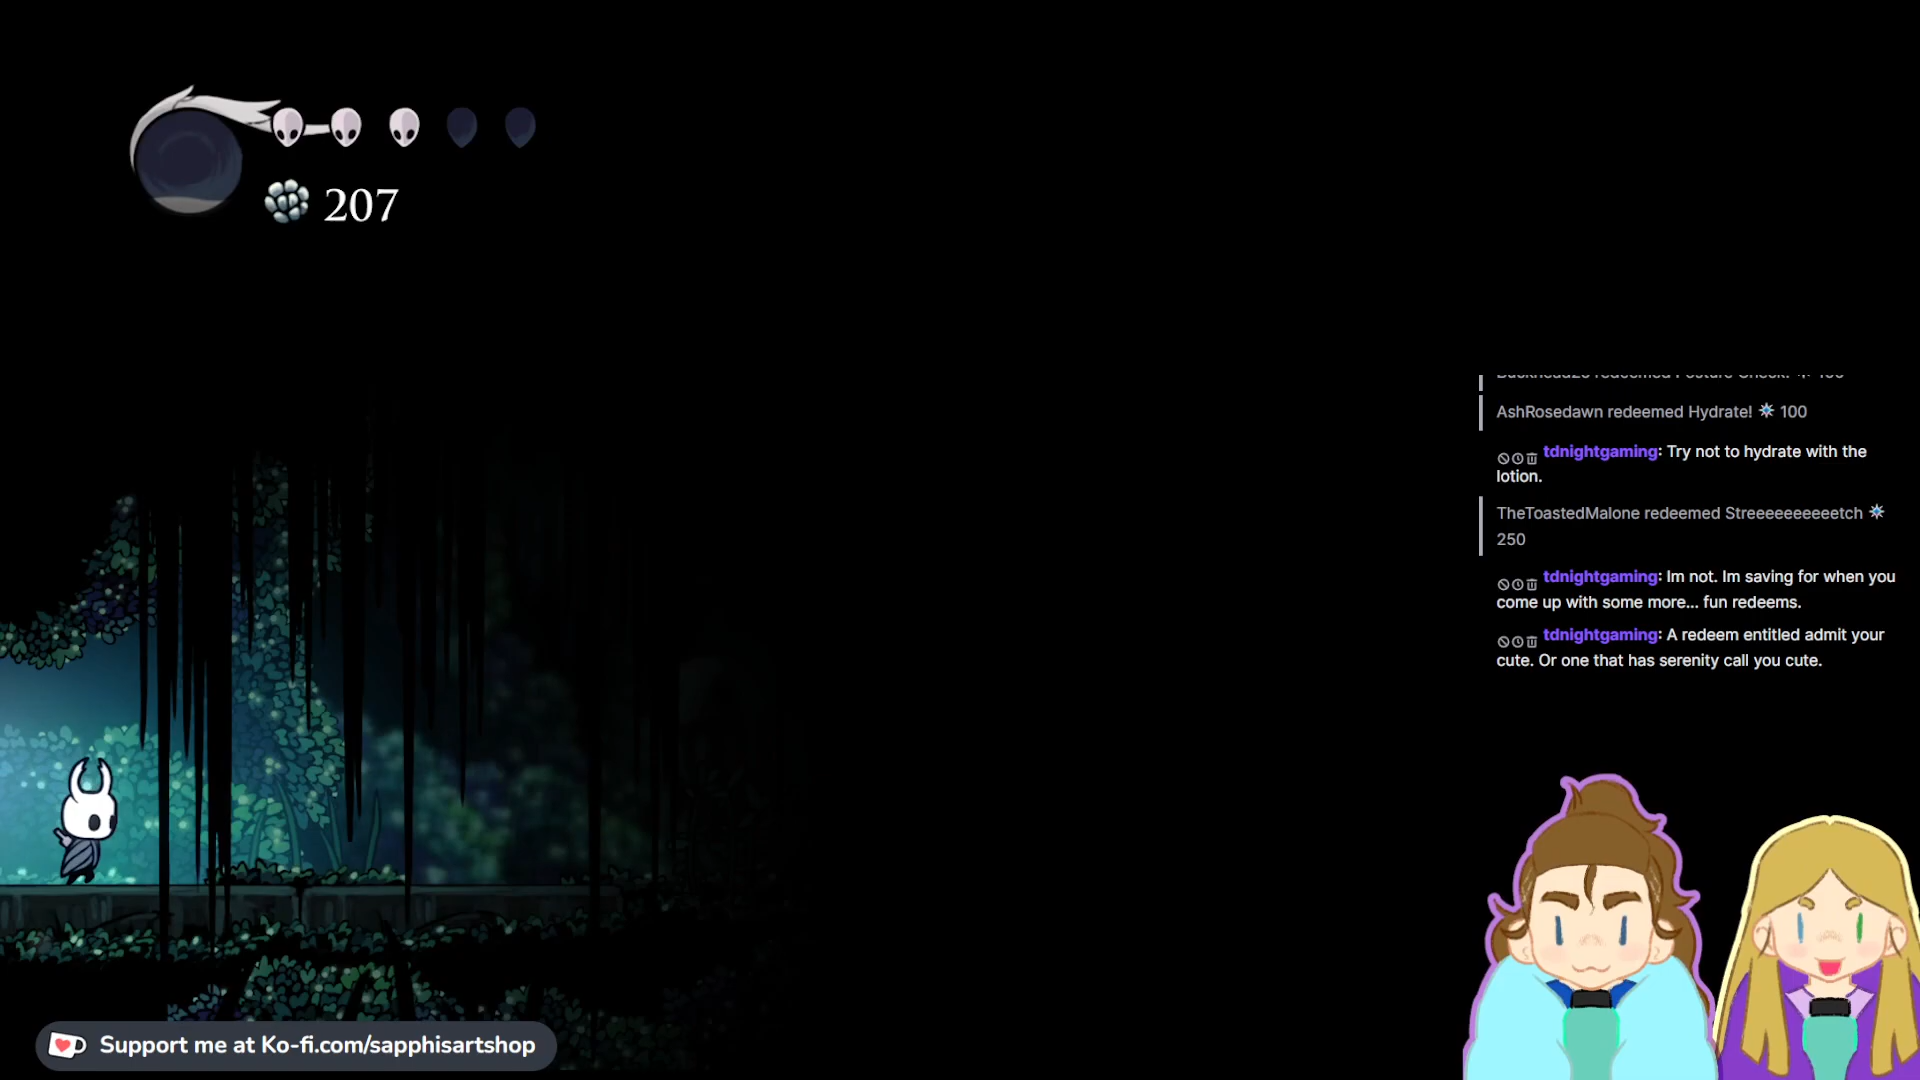 207
AshRosedawn redeemed Hydrate! 100
tdnightgaming: Try not to hydrate with the
lotion.
TheToastedMalone redeemed Streeeeeeeeeetch
250
tdnightgaming: Im not. Im saving for when you
come up with some more... fun redeems.
tdnightgaming: A redeem entitled admit your
cute. Or one that has serenity call you cute.
Support me at Ko-fi.com/sapphisartshop